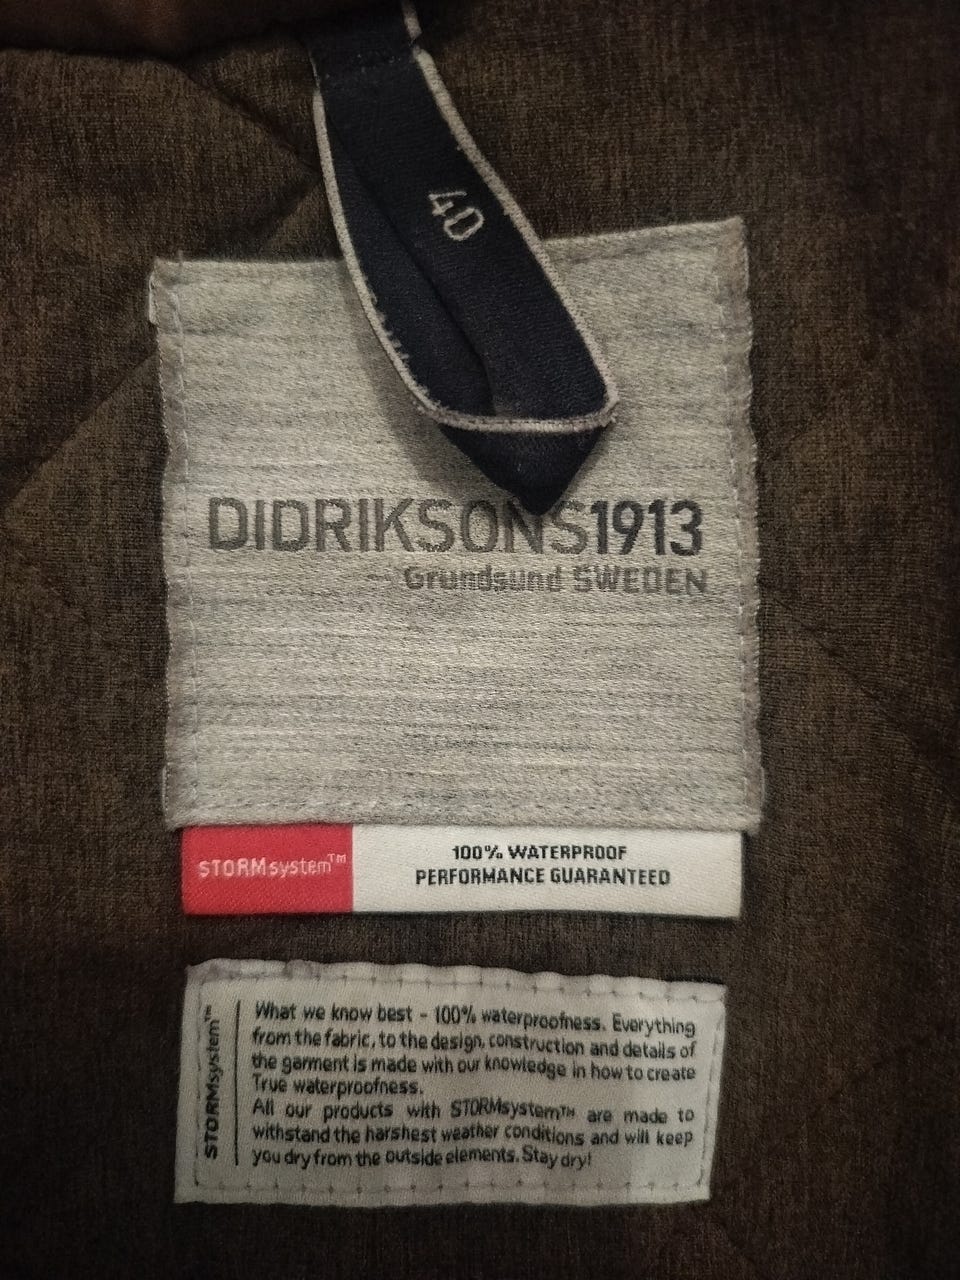 40
DIDRIKSONS1913
Grundsund SWEDEN
STORMsystem™
100% WATERPROOF
PERFORMANCE GUARANTEED
STORMsystem™
What we know best - 100% waterproofness. Everything
from the fabric, to the design, construction and details of
the garment is made with our knowledge in how to create
True waterproofness.
All our products with STORMsystem™ are made to
withstand the harshest weather conditions and will keep
you dry from the outside elements. Stay dry!